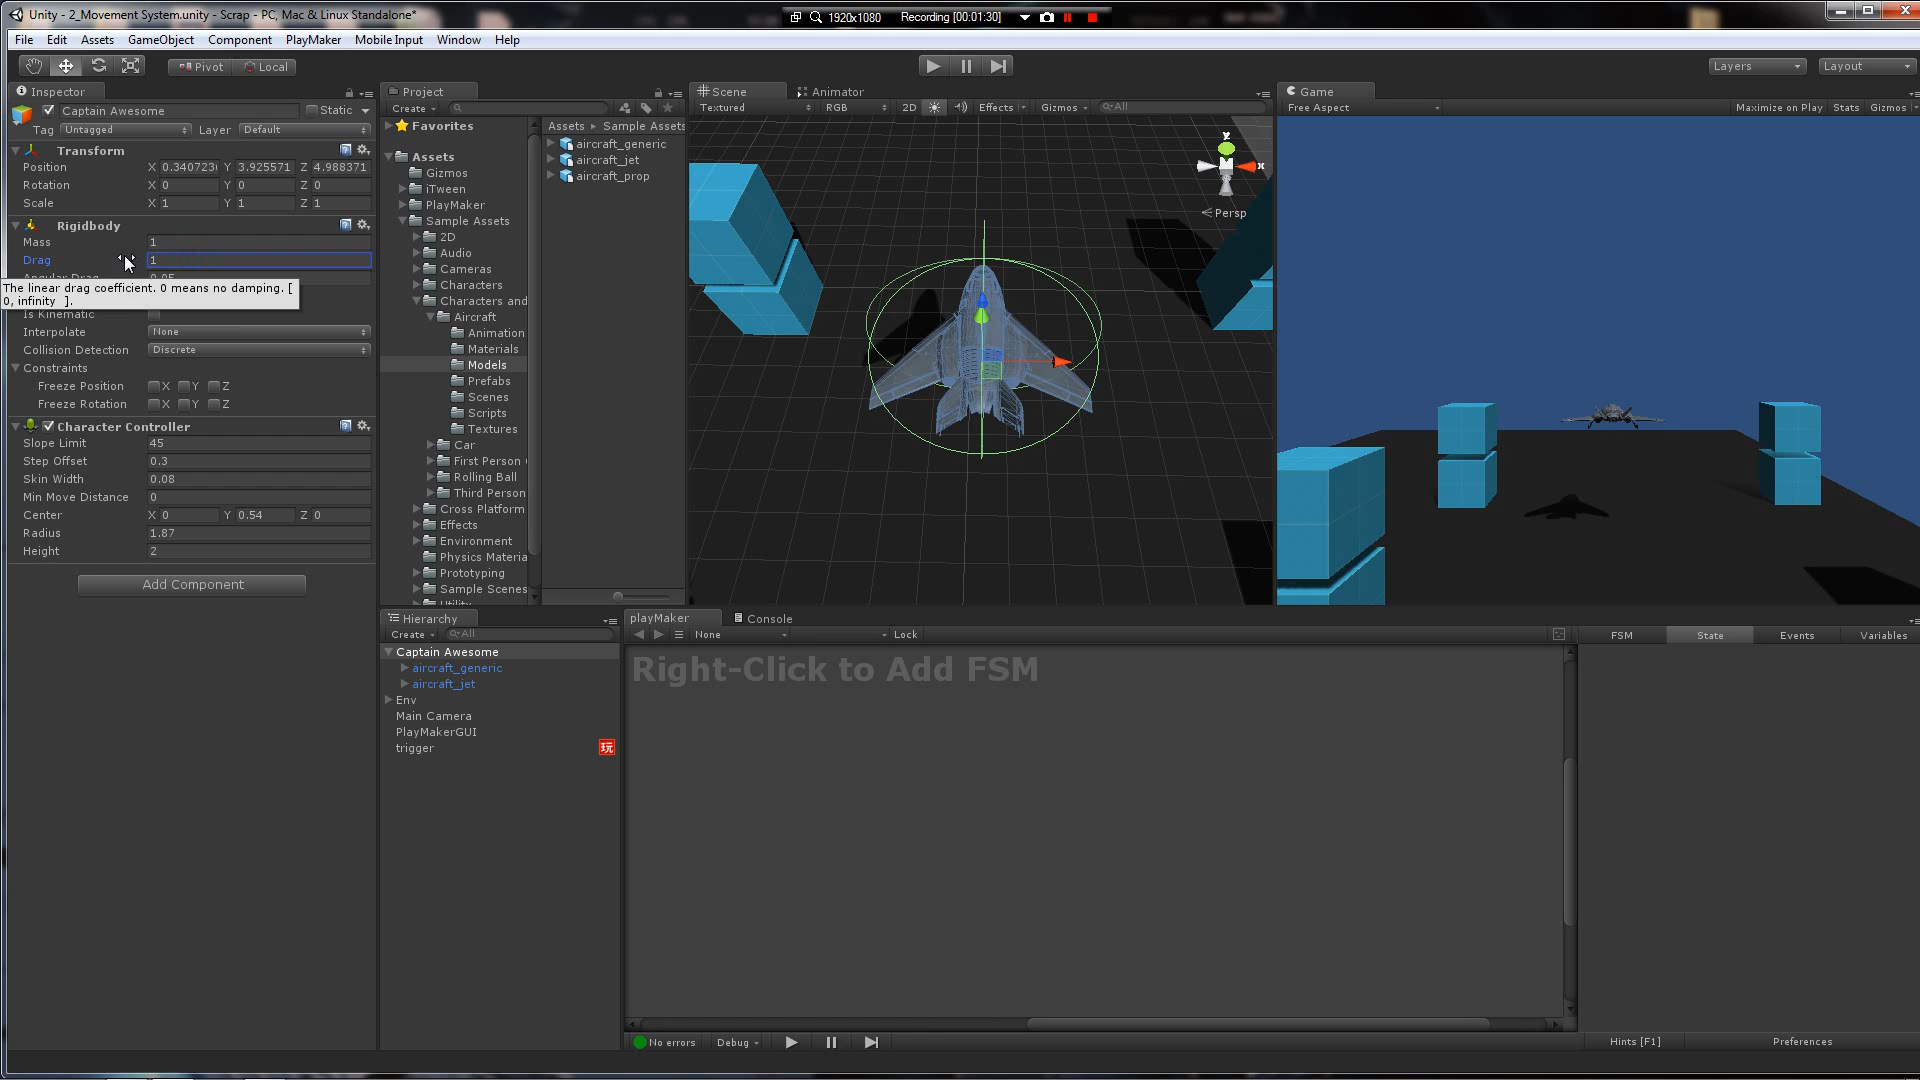 Unity - 2_Movement System.unity - Scrap - PC, Mac & Linux Standalone*
1920x1080 Recording [00:01:30]
File Edit Assets GameObject Component PlayMaker Mobile Input Window Help
Pivot Local
Layers Layout
Inspector
Captain Awesome Static
Tag Untagged Layer Default
Transform
Position X 0.340723 Y 3.925571 Z 4.988371
Rotation X 0 Y 0 Z 0
Scale X 1 Y 1 Z 1
Rigidbody
Mass 1
Drag 1
The linear drag coefficient. 0 means no damping. [
0, infinity ].
Is Kinematic
Interpolate None
Collision Detection Discrete
Constraints
Freeze Position X Y Z
Freeze Rotation X Y Z
Character Controller
Slope Limit 45
Step Offset 0.3
Skin Width 0.08
Min Move Distance 0
Center X 0 Y 0.54 Z 0
Radius 1.87
Height 2
Add Component
Project
Create
Favorites
Assets
Gizmos
iTween
PlayMaker
Sample Assets
2D
Audio
Cameras
Characters
Characters and
Aircraft
Animation
Materials
Models
Prefabs
Scenes
Scripts
Textures
Car
First Person
Rolling Ball
Third Person
Cross Platform
Effects
Environment
Physics Materia
Prototyping
Sample Scenes
Utility
Assets Sample Assets
aircraft_generic
aircraft_jet
aircraft_prop
Scene Animator
Textured RGB 2D Effects Gizmos All
Y
X
Persp
Game
Free Aspect Maximize on Play Stats Gizmos
Hierarchy
Create All
Captain Awesome
aircraft_generic
aircraft_jet
Env
Main Camera
PlayMakerGUI
trigger 玩
playMaker Console
None Lock
FSM State Events Variables
Right-Click to Add FSM
No errors Debug
Hints [F1] Preferences